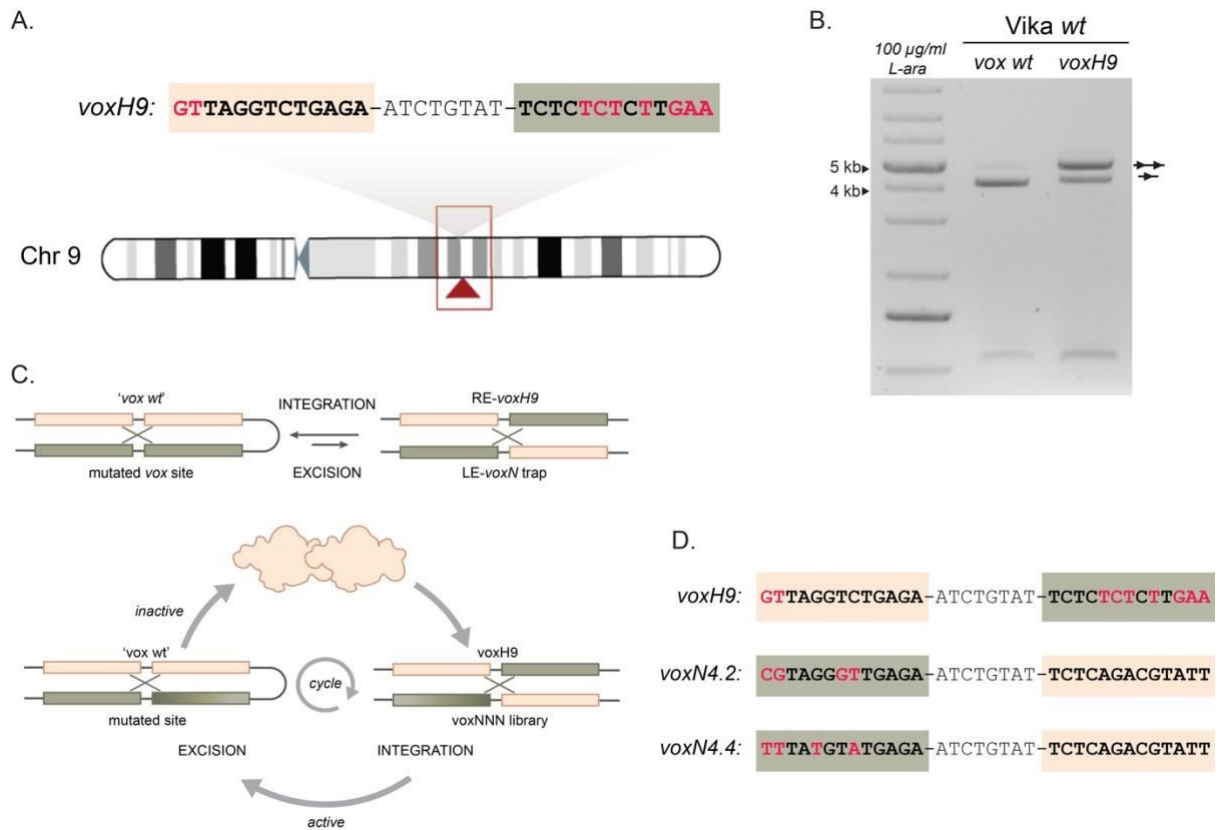 A.
voxH9: GTTAGGTCTGAGA-ATCTGTAT-TCTCTCTCTTGAA
Chr 9
B.
Vika wt
100 µg/ml
L-ara
vox wt
voxH9
5 kb
4 kb
C.
'vox wt'
INTEGRATION
RE-voxH9
mutated vox site
EXCISION
LE-voxN trap
inactive
'vox wt'
voxH9
cycle
mutated site
voxNNN library
EXCISION
INTEGRATION
active
D.
voxH9: GTTAGGTCTGAGA-ATCTGTAT-TCTCTCTCTTGAA
voxN4.2: CGTAGGGTTGAGA-ATCTGTAT-TCTCAGACGTATT
voxN4.4: TTTATGTATGAGA-ATCTGTAT-TCTCAGACGTATT